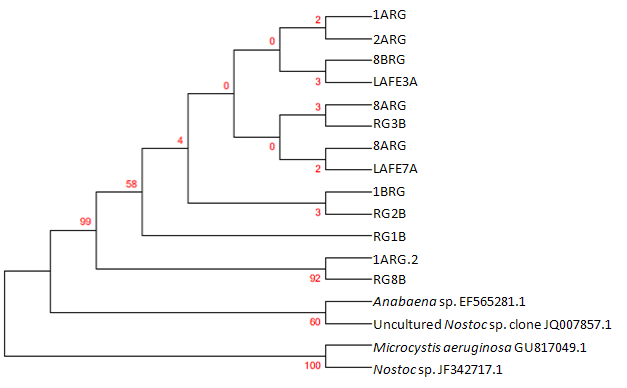 1ARG
2
2ARG
0
8BRG
3
LAFE3A
0
8ARG
3
RG3B
4
0
8ARG
2
LAFE7A
58
1BRG
3
RG2B
99
RG1B
1ARG.2
92
RG8B
Anabaena sp. EF565281.1
60
Uncultured Nostoc sp. clone JQ007857.1
Microcystis aeruginosa GU817049.1
100
Nostoc sp. JF342717.1